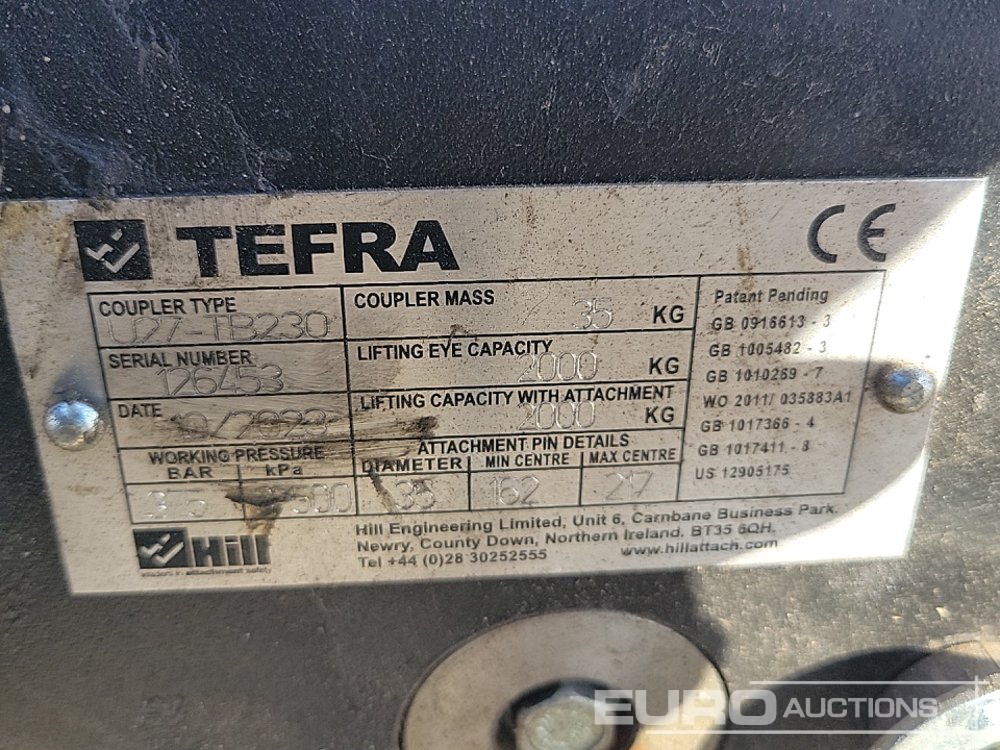 TEFRA
CE
COUPLER TYPE
U27-TB230
SERIAL NUMBER
126453
DATE
/2023
WORKING PRESSURE
BAR kPa
375 500
COUPLER MASS
35 KG
LIFTING EYE CAPACITY
2000 KG
LIFTING CAPACITY WITH ATTACHMENT
2000 KG
ATTACHMENT PIN DETAILS
DIAMETER MIN CENTRE MAX CENTRE
35 162 217
Patent Pending
GB 0916613 - 3
GB 1005482 - 3
GB 1010269 - 7
WO 2011/ 035883A1
GB 1017366 - 4
GB 1017411 - 8
US 12905175
Hill
Hill Engineering Limited, Unit 6, Carnbane Business Park,
Newry, County Down, Northern Ireland. BT35 6QH,
Tel +44 (0)28 30252555 www.hillattach.com
EURO AUCTIONS